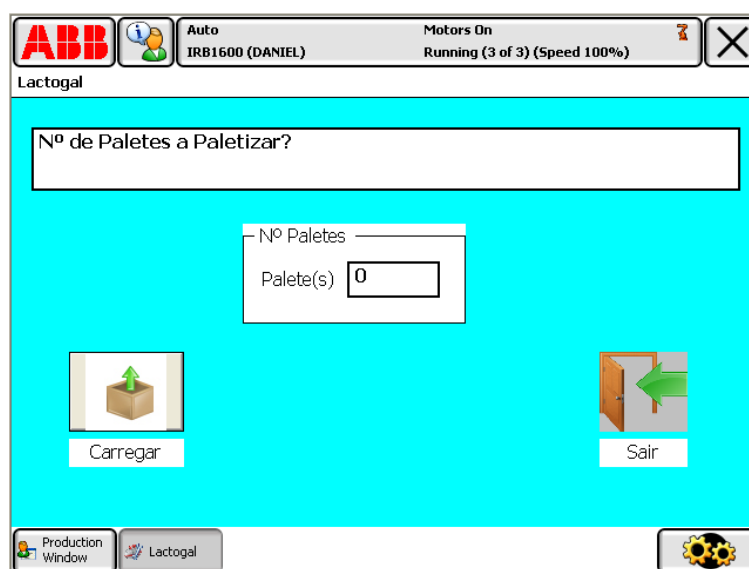 ABB
Auto
IRB1600 (DANIEL)
Motors On
Running (3 of 3) (Speed 100%)
Lactogal
Nº de Paletes a Paletizar?
Nº Paletes
Palete(s) 0
Carregar
Sair
Production
Window
Lactogal